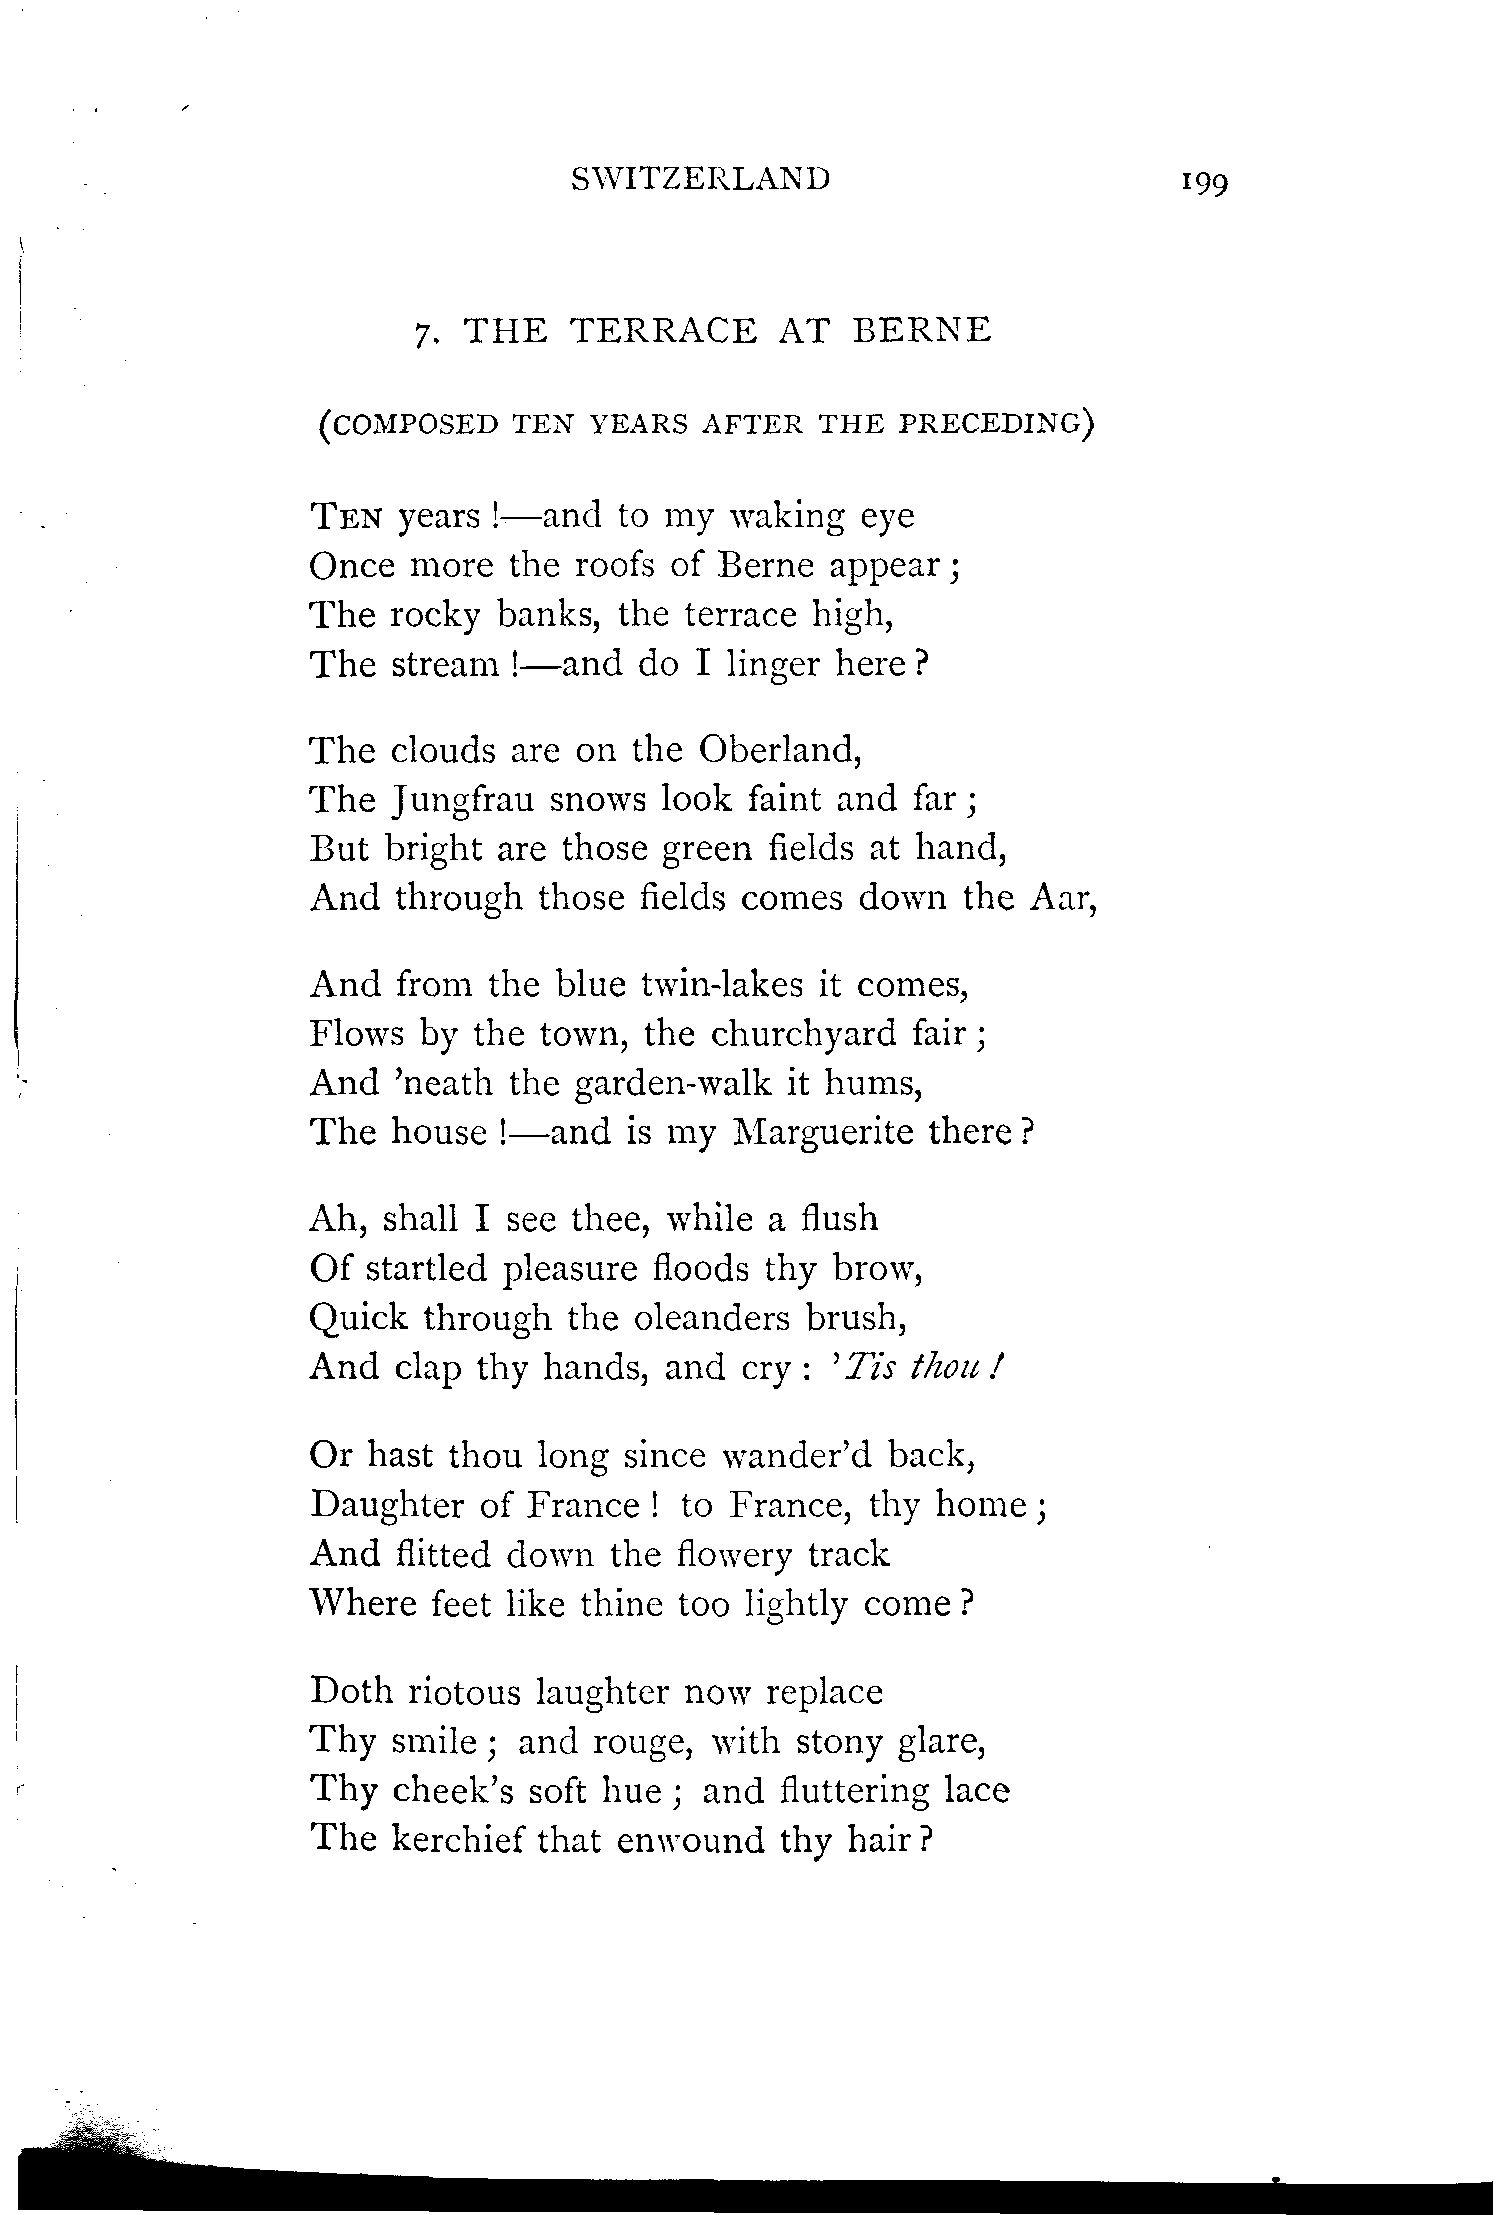 SWITZERLAND 199
7. THE TERRACE AT BERNE
(COMPOSED TEN YEARS AFTER THE PRECEDING)
TEN years !—and to my waking eye
Once more the roofs of Berne appear ;
The rocky banks, the terrace high,
The stream !—and do I linger here ?
The clouds are on the Oberland,
The Jungfrau snows look faint and far ;
But bright are those green fields at hand,
And through those fields comes down the Aar,
And from the blue twin-lakes it comes,
Flows by the town, the churchyard fair ;
And ’neath the garden-walk it hums,
The house !—and is my Marguerite there ?
Ah, shall I see thee, while a flush
Of startled pleasure floods thy brow,
Quick through the oleanders brush,
And clap thy hands, and cry : ’Tis thou !
Or hast thou long since wander’d back,
Daughter of France ! to France, thy home ;
And flitted down the flowery track
Where feet like thine too lightly come ?
Doth riotous laughter now replace
Thy smile ; and rouge, with stony glare,
Thy cheek’s soft hue ; and fluttering lace
The kerchief that enwound thy hair ?